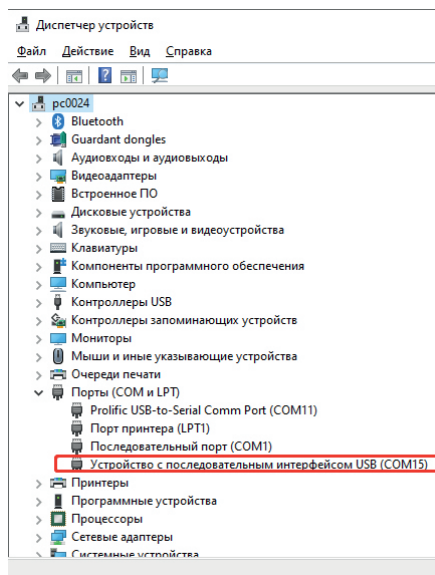 Диспетчер устройств
Файл Действие Вид Справка
pc0024
Bluetooth
Guardant dongles
Аудиовходы и аудиовыходы
Видеоадаптеры
Встроенное ПО
Дисковые устройства
Звуковые, игровые и видеоустройства
Клавиатуры
Компоненты программного обеспечения
Компьютер
Контроллеры USB
Контроллеры запоминающих устройств
Мониторы
Мыши и иные указывающие устройства
Очереди печати
Порты (COM и LPT)
Prolific USB-to-Serial Comm Port (COM11)
Порт принтера (LPT1)
Последовательный порт (COM1)
Устройство с последовательным интерфейсом USB (COM15)
Принтеры
Программные устройства
Процессоры
Сетевые адаптеры
Системные устройства